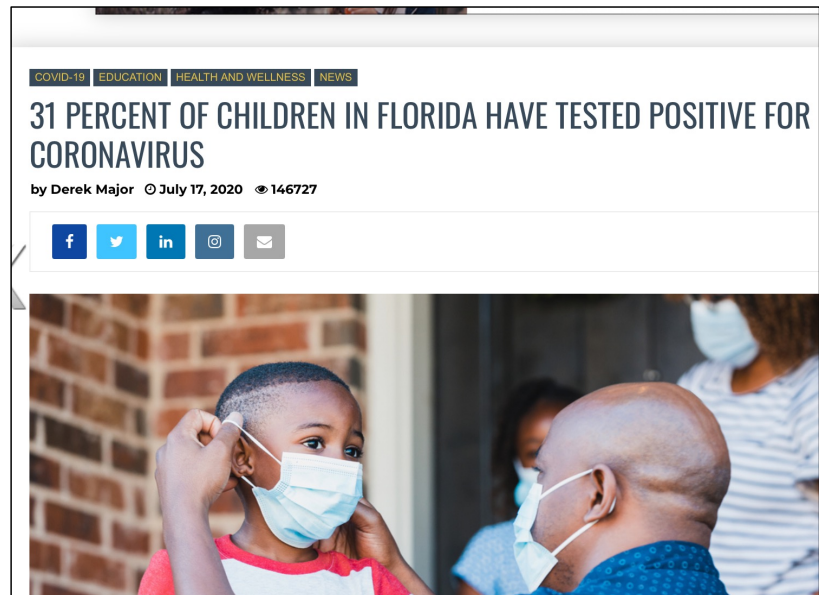 COVID-19 EDUCATION HEALTH AND WELLNESS NEWS
31 PERCENT OF CHILDREN IN FLORIDA HAVE TESTED POSITIVE FOR
CORONAVIRUS
by Derek Major July 17, 2020 146727
f in